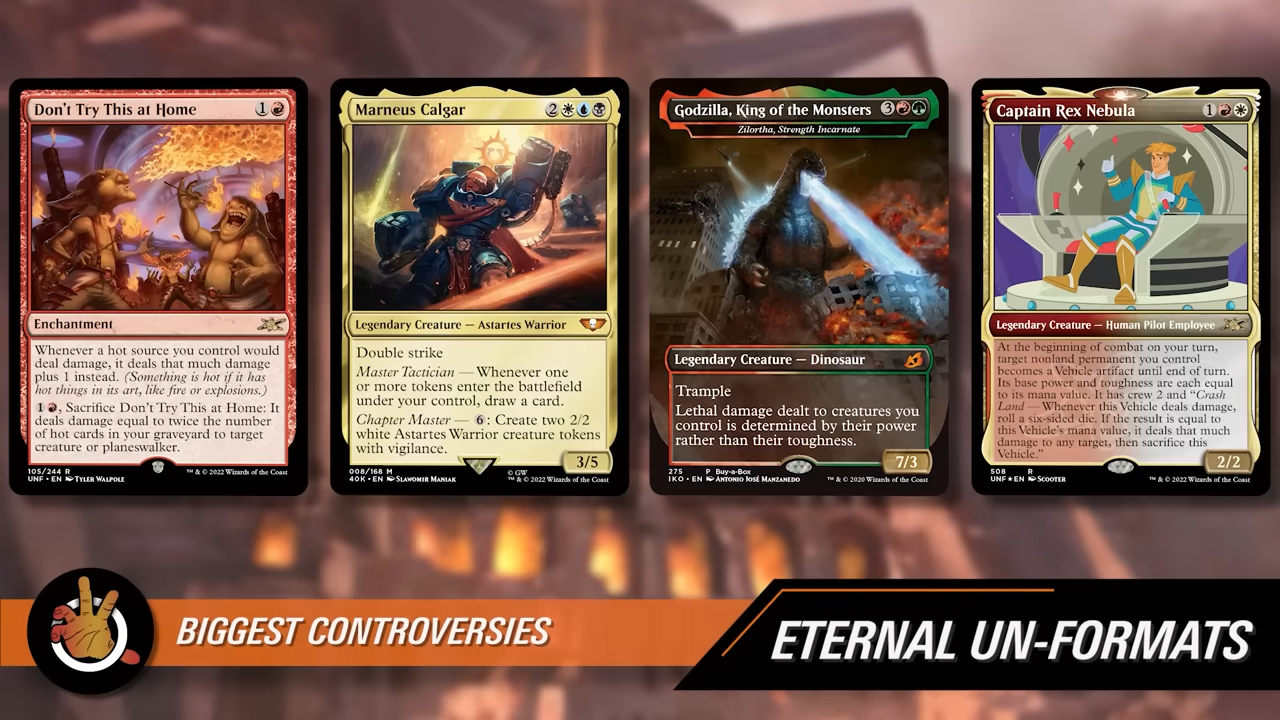 Don't Try This at Home 1
Enchantment
Whenever a hot source you control would
deal damage, it deals that much damage
plus 1 instead. (Something is hot if it has
hot things in its art, like fire or explosions.)
1, Sacrifice Don't Try This at Home: It
deals damage equal to twice the number
of hot cards in your graveyard to target
creature or planeswalker.
105/244 R
UNF • EN TYLER WALPOLE
™ & © 2022 Wizards of the Coast
Marneus Calgar 2
Legendary Creature — Astartes Warrior
Double strike
Master Tactician — Whenever one
or more tokens enter the battlefield
under your control, draw a card.
Chapter Master — 6: Create two 2/2
white Astartes Warrior creature tokens
with vigilance.
3/5
008/168 M
40K • EN SLAWOMIR MANIAK
© GW
™ & © 2022 Wizards of the Coast
Godzilla, King of the Monsters 3
Zilortha, Strength Incarnate
Legendary Creature — Dinosaur
Trample
Lethal damage dealt to creatures you
control is determined by their power
rather than their toughness.
7/3
275 P Buy-a-Box
IKO • EN ANTONIO JOSÉ MANZANEDO
™ & © 2020 Wizards of the Coast
Captain Rex Nebula 1
Legendary Creature — Human Pilot Employee
At the beginning of combat on your turn,
target nonland permanent you control
becomes a Vehicle artifact until end of turn.
Its base power and toughness are each equal
to its mana value. It has crew 2 and "Crash
Land — Whenever this Vehicle deals damage,
roll a six-sided die. If the result is equal to
this Vehicle's mana value, it deals that much
damage to any target, then sacrifice this
Vehicle."
2/2
508 R
UNF ★ EN SCOOTER
™ & © 2022 Wizards of the Coast
BIGGEST CONTROVERSIES
ETERNAL UN-FORMATS